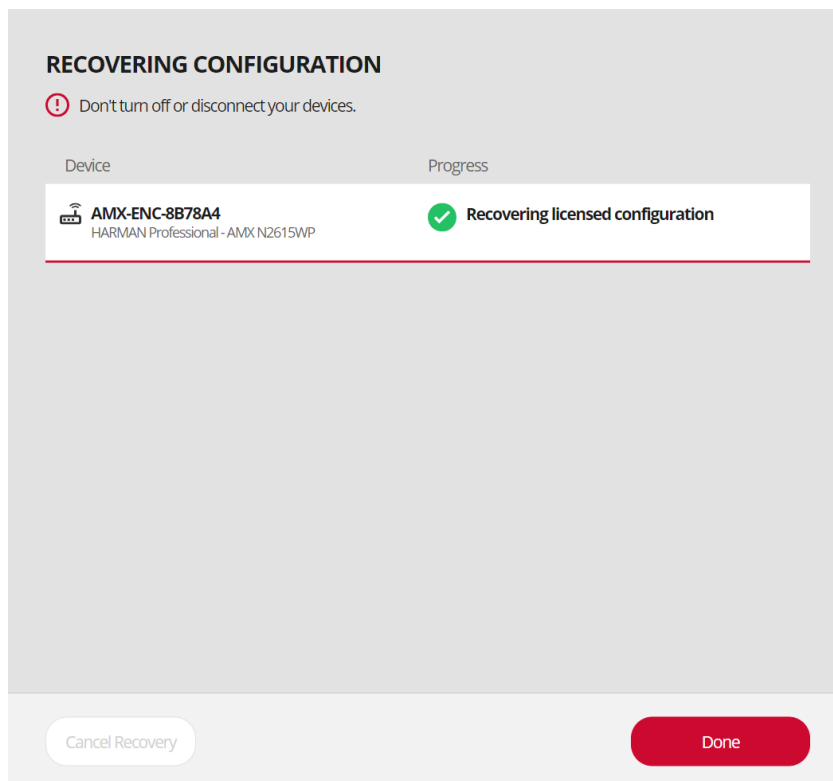 RECOVERING CONFIGURATION
Don't turn off or disconnect your devices.
Device Progress
AMX-ENC-8B78A4 Recovering licensed configuration
HARMAN Professional - AMX N2615WP
Cancel Recovery Done